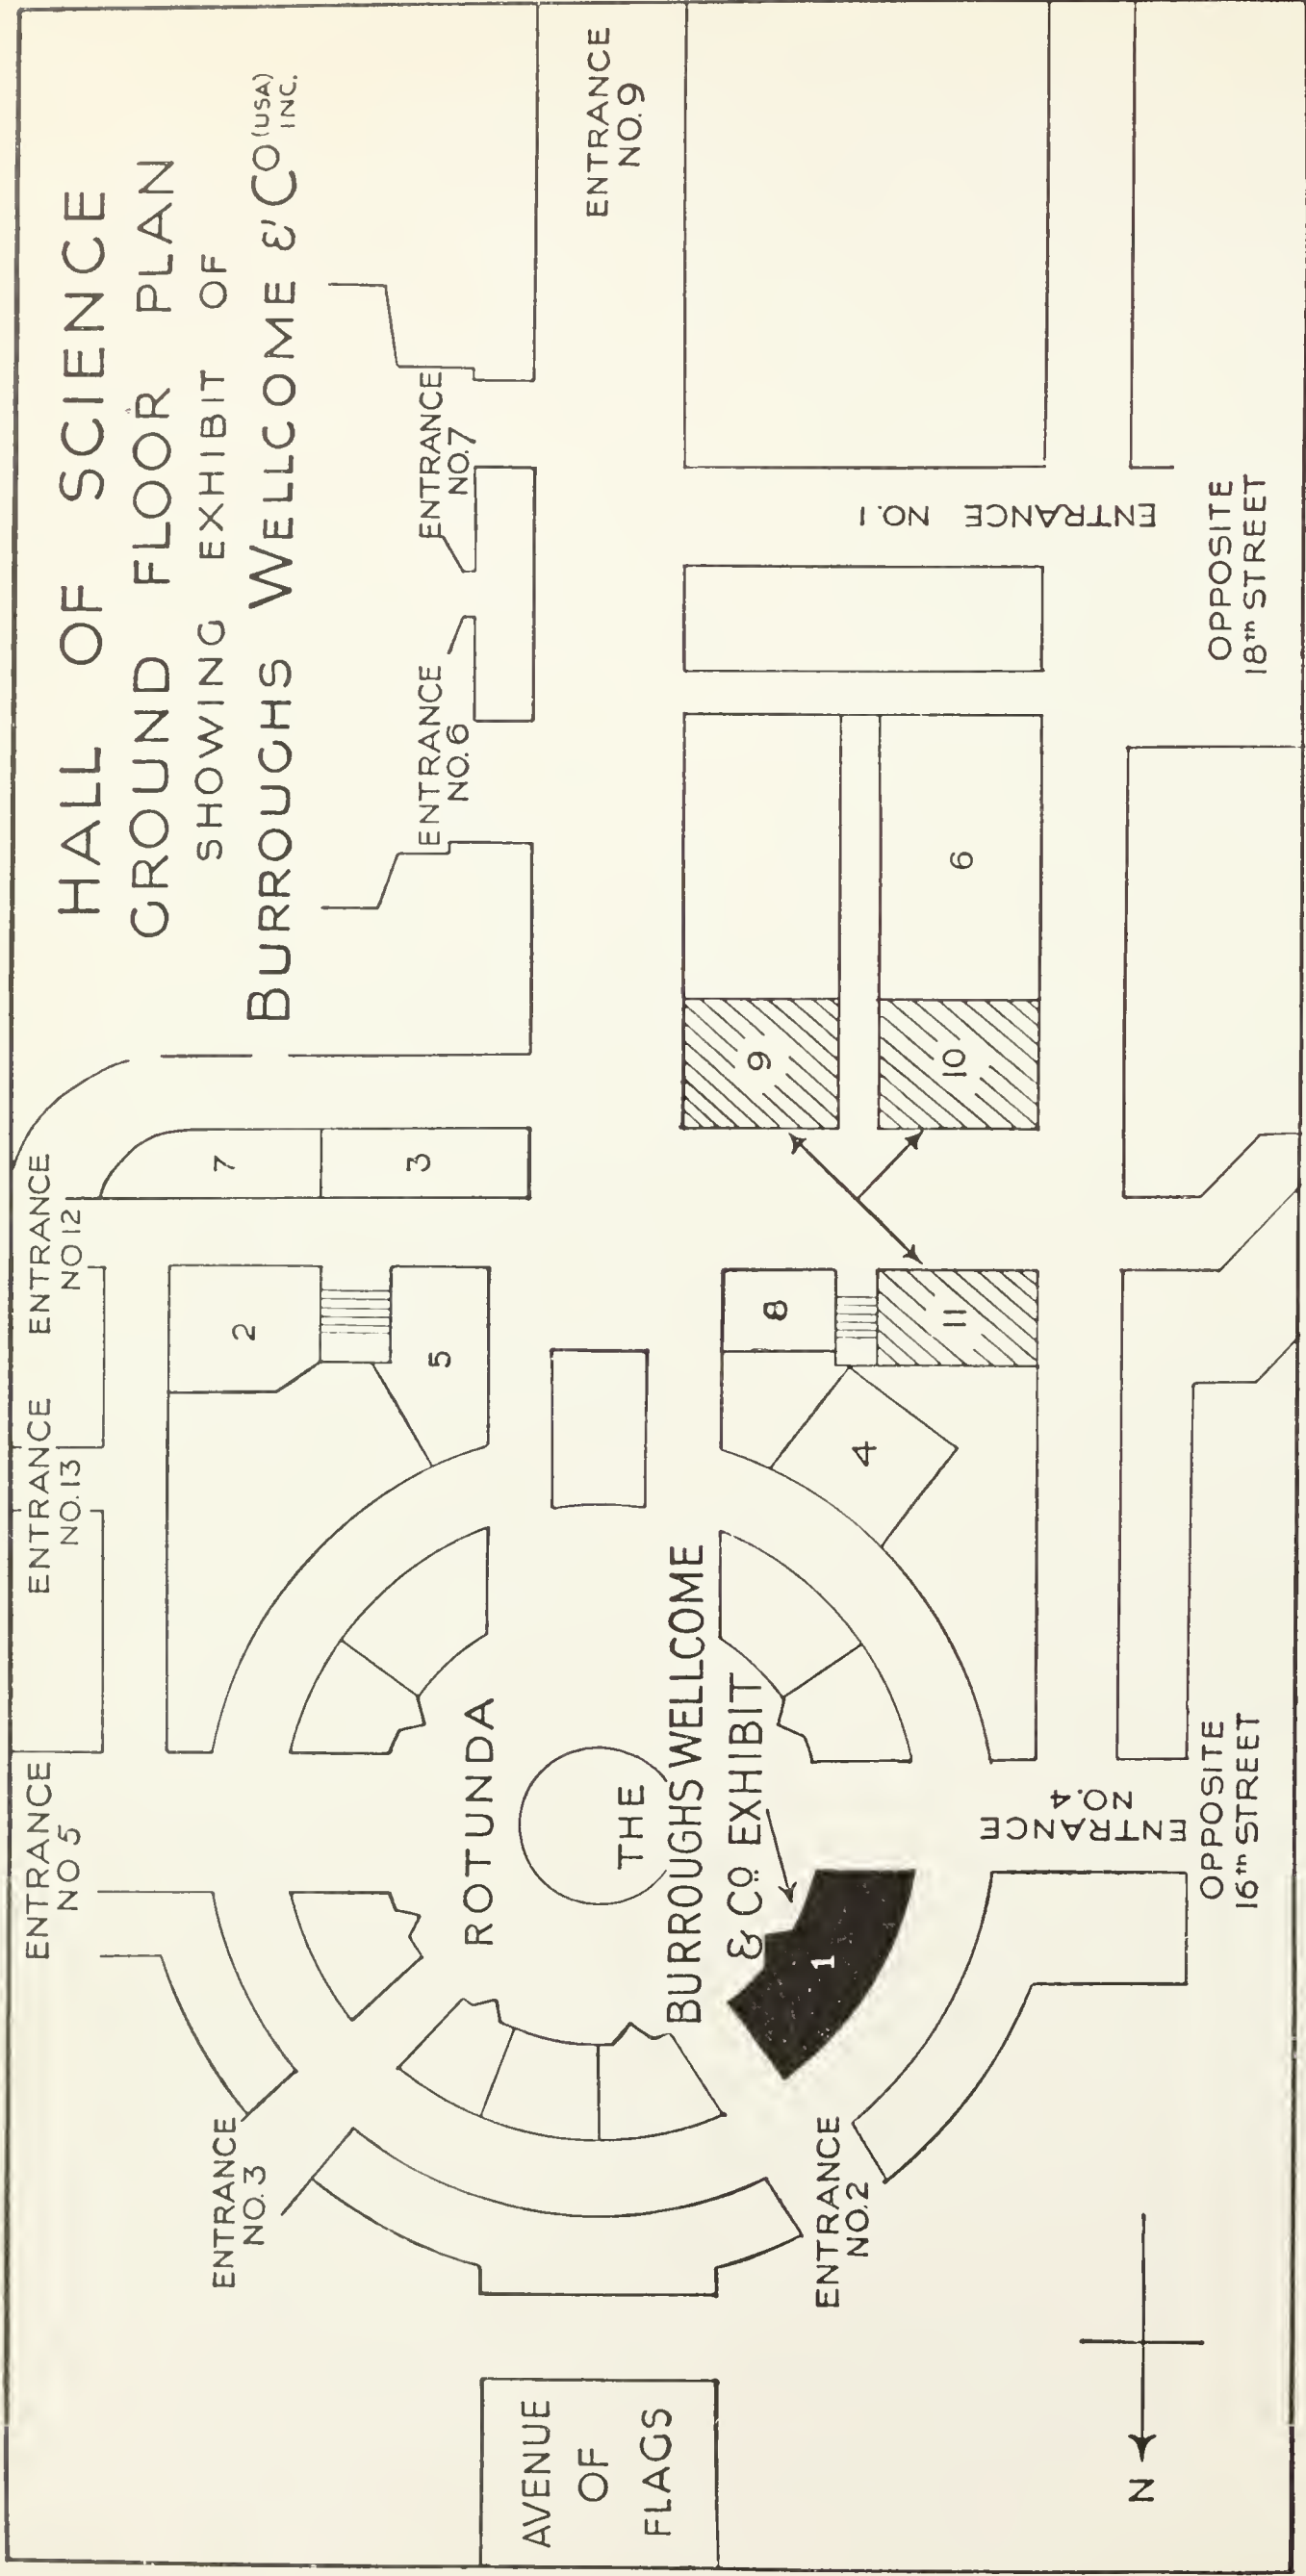 HALL OF SCIENCE
GROUND FLOOR PLAN
SHOWING EXHIBIT OF
BURROUGHS WELLCOME & CO (USA) INC.
ENTRANCE
NO 5
ENTRANCE
NO.13
ENTRANCE
NO 12
ENTRANCE
NO.3
2
7
5
3
ENTRANCE
NO.6
ENTRANCE
NO.7
ENTRANCE
NO.9
ROTUNDA
AVENUE
OF
FLAGS
THE
BURROUGHS WELLCOME
& CO. EXHIBIT
1
ENTRANCE
NO.2
8
4
11
9
10
6
ENTRANCE
NO.4
ENTRANCE NO.1
OPPOSITE
16TH STREET
OPPOSITE
18TH STREET
N